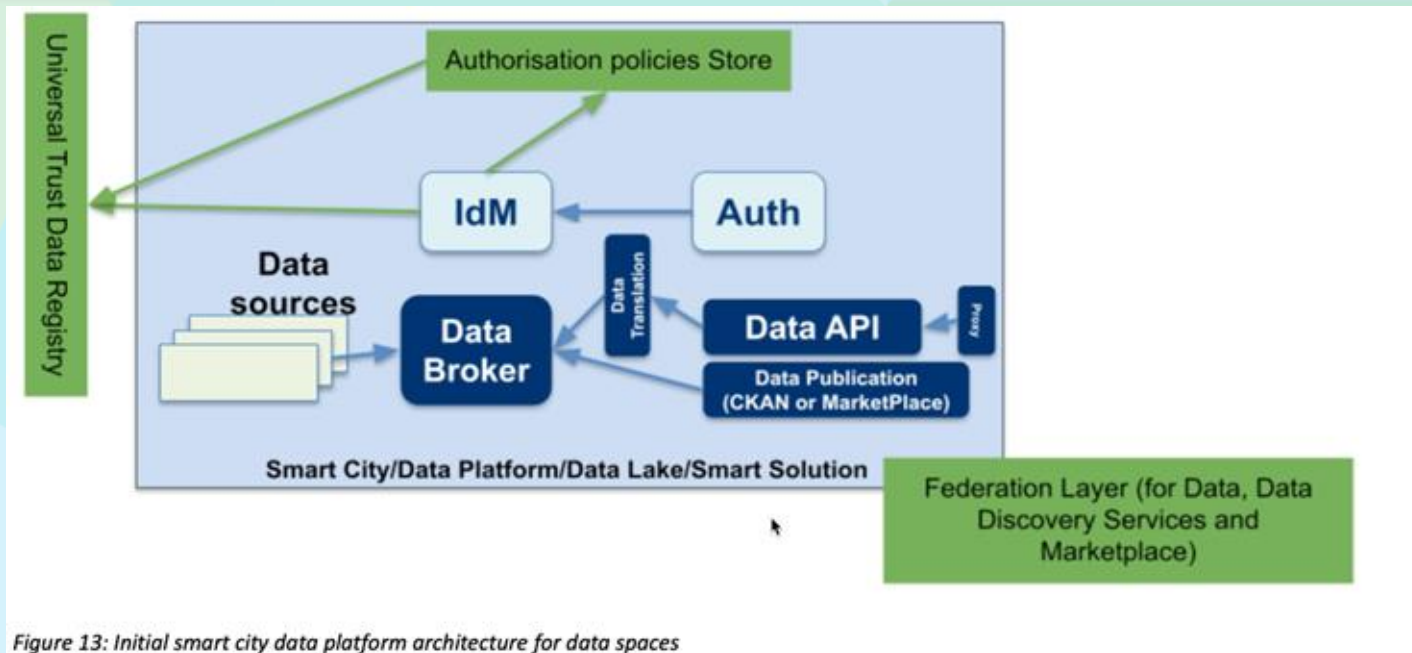 Universal Trust Data Registry
Authorisation policies Store
IdM
Auth
Data
sources
Data
Broker
Data
Translation
Data API
Proxy
Data Publication
(CKAN or MarketPlace)
Smart City/Data Platform/Data Lake/Smart Solution
Federation Layer (for Data, Data
Discovery Services and
Marketplace)
Figure 13: Initial smart city data platform architecture for data spaces